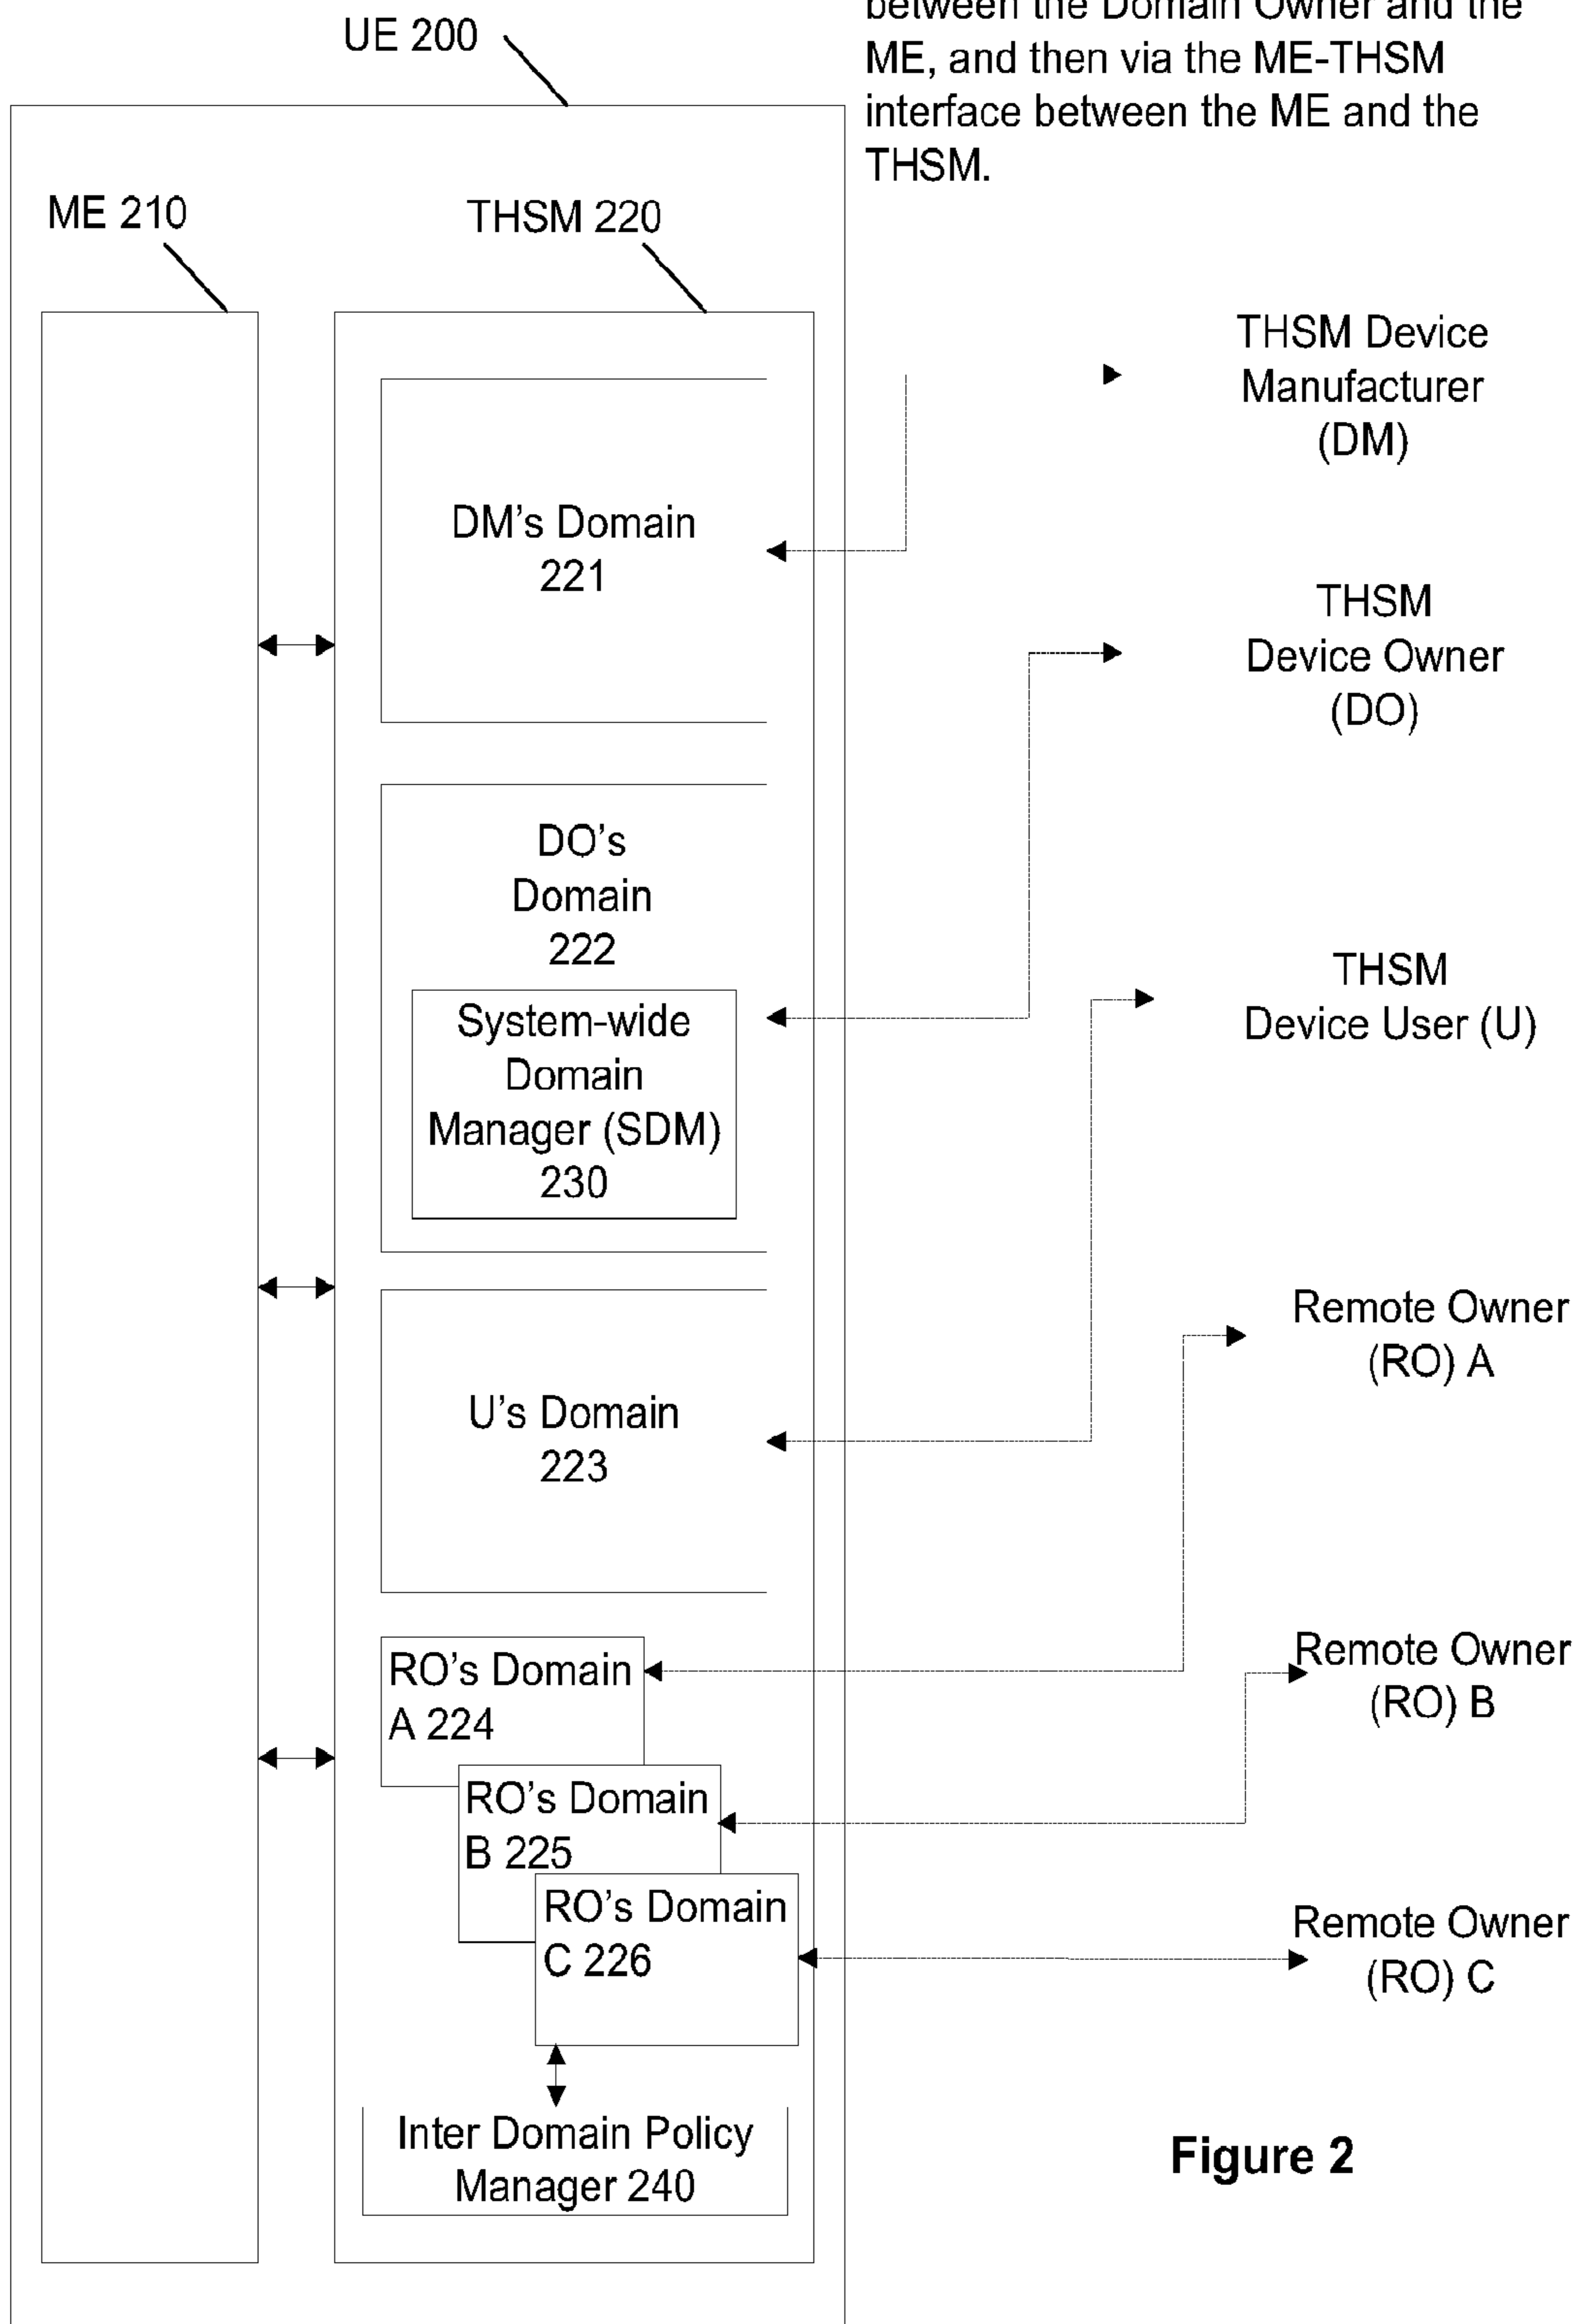 between the Domain Owner and the
ME, and then via the ME-THSM
interface between the ME and the
THSM.
UE 200
ME 210
THSM 220
DM's Domain
221
DO's
Domain
222
System-wide
Domain
Manager (SDM)
230
U's Domain
223
RO's Domain
A 224
RO's Domain
B 225
RO's Domain
C 226
Inter Domain Policy
Manager 240
THSM Device
Manufacturer
(DM)
THSM
Device Owner
(DO)
THSM
Device User (U)
Remote Owner
(RO) A
Remote Owner
(RO) B
Remote Owner
(RO) C
Figure 2